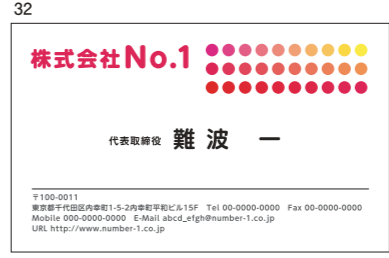 32
株式会社No.1
代表取締役 難波 一
〒100-0011
東京都千代田区内幸町1-5-2内幸町平和ビル15F Tel 00-0000-0000 Fax 00-0000-0000
Mobile 000-0000-0000 E-Mail abcd_efgh@number-1.co.jp
URL http://www.number-1.co.jp